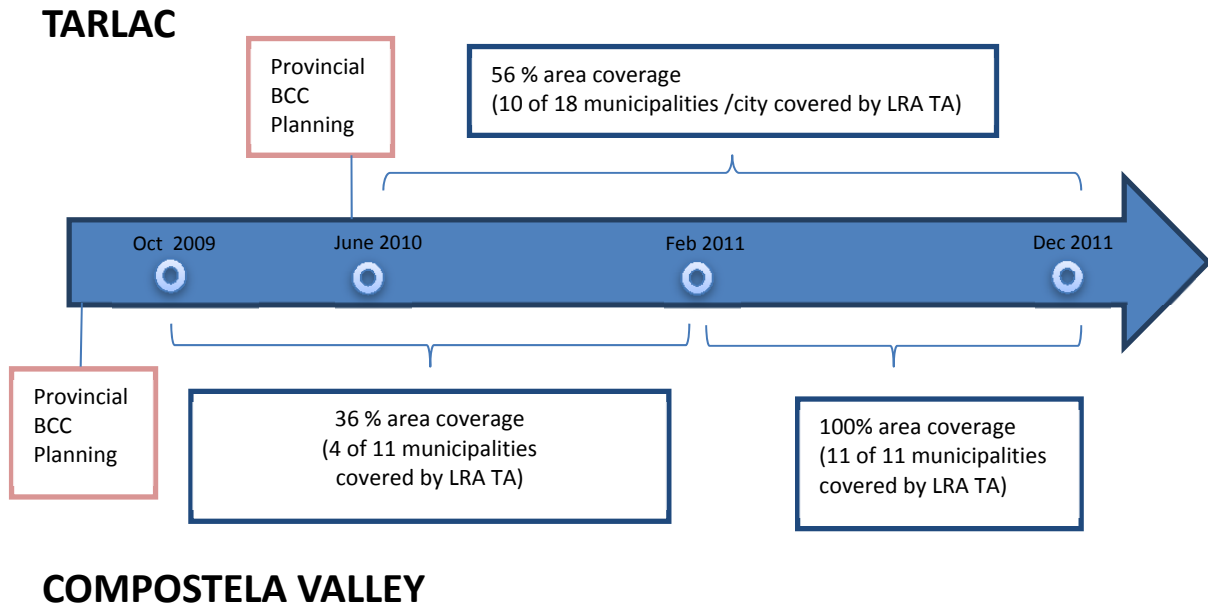 TARLAC
Provincial
BCC
Planning
56 % area coverage
(10 of 18 municipalities /city covered by LRA TA)
Oct 2009
June 2010
Feb 2011
Dec 2011
Provincial
BCC
Planning
36 % area coverage
(4 of 11 municipalities
covered by LRA TA)
100% area coverage
(11 of 11 municipalities
covered by LRA TA)
COMPOSTELA VALLEY